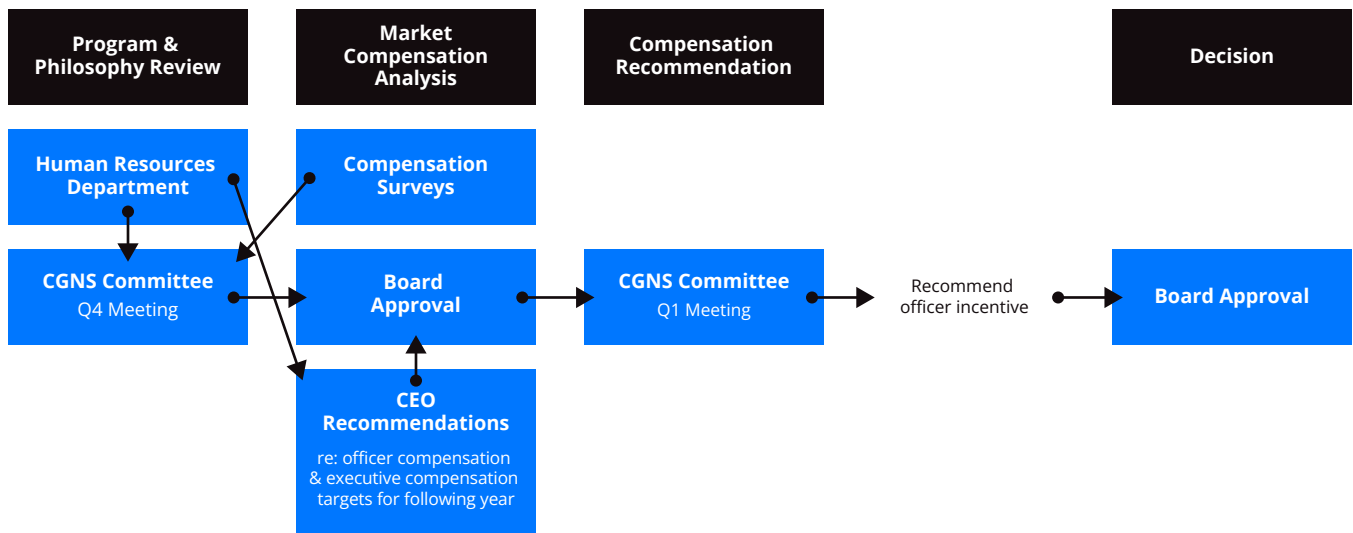 Program &
Philosophy Review
Market
Compensation
Analysis
Compensation
Recommendation
Decision
Human Resources
Department
Compensation
Surveys
CGNS Committee
Q4 Meeting
Board
Approval
CGNS Committee
Q1 Meeting
Recommend
officer incentive
Board Approval
CEO
Recommendations
re: officer compensation
& executive compensation
targets for following year